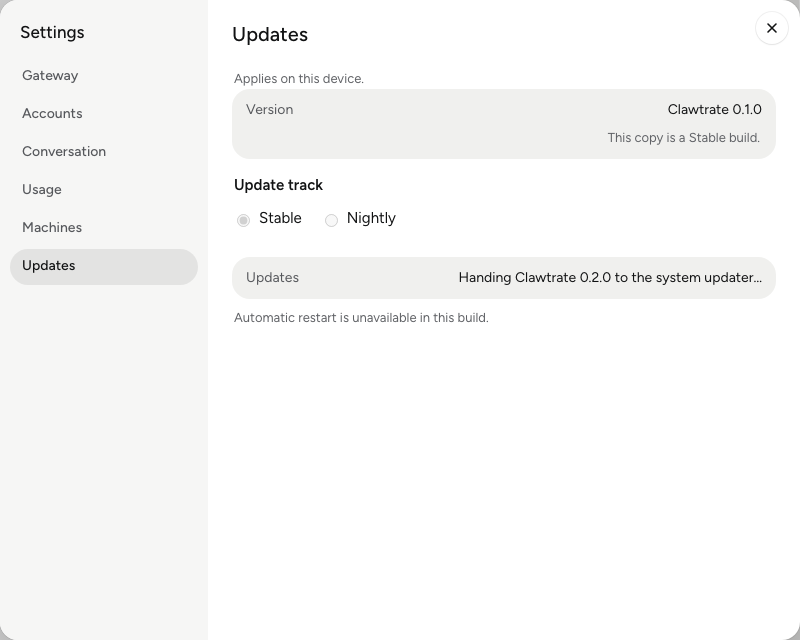 Settings
Gateway
Accounts
Conversation
Usage
Machines
Updates
Updates
Applies on this device.
Version
Clawtrate 0.1.0
This copy is a Stable build.
Update track
Stable
Nightly
Updates
Handing Clawtrate 0.2.0 to the system updater...
Automatic restart is unavailable in this build.